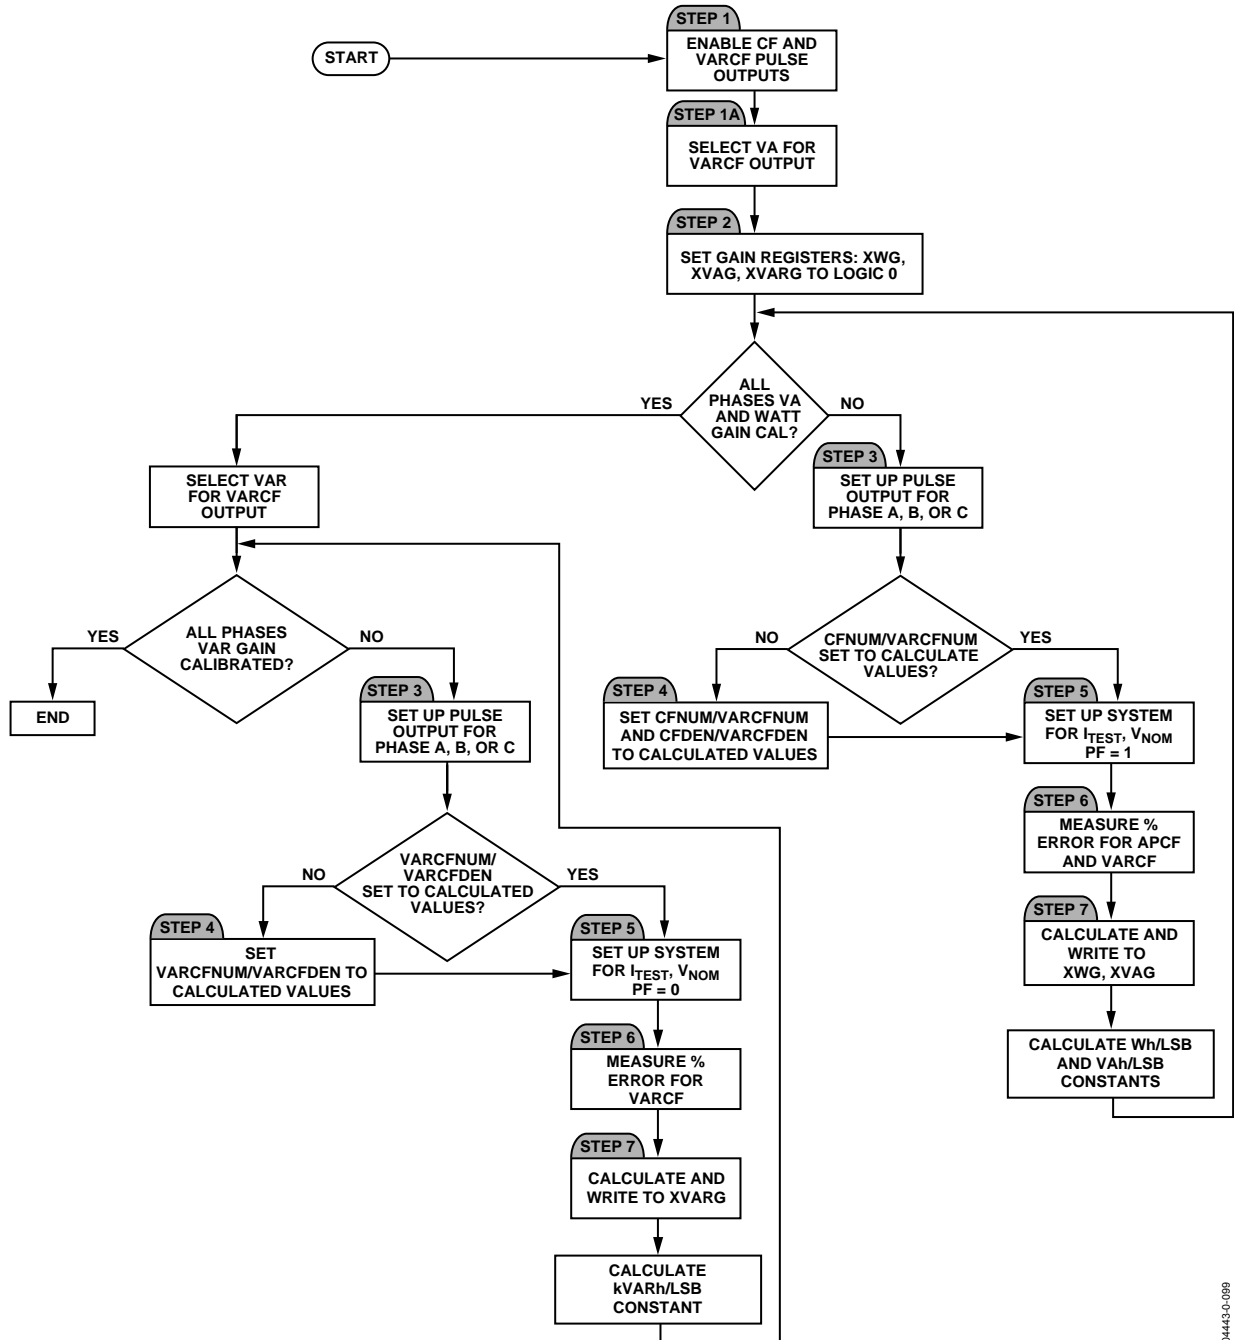 STEP 1
START
ENABLE CF AND
VARCF PULSE
OUTPUTS
STEP 1A
SELECT VA FOR
VARCF OUTPUT
STEP 2
SET GAIN REGISTERS: XWG,
XVAG, XVARG TO LOGIC 0
ALL
PHASES VA
AND WATT
GAIN CAL?
YES
NO
SELECT VAR
FOR VARCF
OUTPUT
STEP 3
SET UP PULSE
OUTPUT FOR
PHASE A, B, OR C
ALL PHASES
VAR GAIN
CALIBRATED?
YES
NO
END
CFNUM/VARCFNUM
SET TO CALCULATE
VALUES?
NO
YES
STEP 3
SET UP PULSE
OUTPUT FOR
PHASE A, B, OR C
STEP 4
SET CFNUM/VARCFNUM
AND CFDEN/VARCFDEN
TO CALCULATED VALUES
STEP 5
SET UP SYSTEM
FOR ITEST, VNOM
PF = 1
STEP 6
MEASURE %
ERROR FOR APCF
AND VARCF
STEP 7
CALCULATE AND
WRITE TO
XWG, XVAG
CALCULATE Wh/LSB
AND VAh/LSB
CONSTANTS
VARCFNUM/
VARCFDEN
SET TO CALCULATED
VALUES?
NO
YES
STEP 4
SET
VARCFNUM/VARCFDEN TO
CALCULATED VALUES
STEP 5
SET UP SYSTEM
FOR ITEST, VNOM
PF = 0
STEP 6
MEASURE %
ERROR FOR
VARCF
STEP 7
CALCULATE AND
WRITE TO XVARG
CALCULATE
kVARh/LSB
CONSTANT
04443-0-099